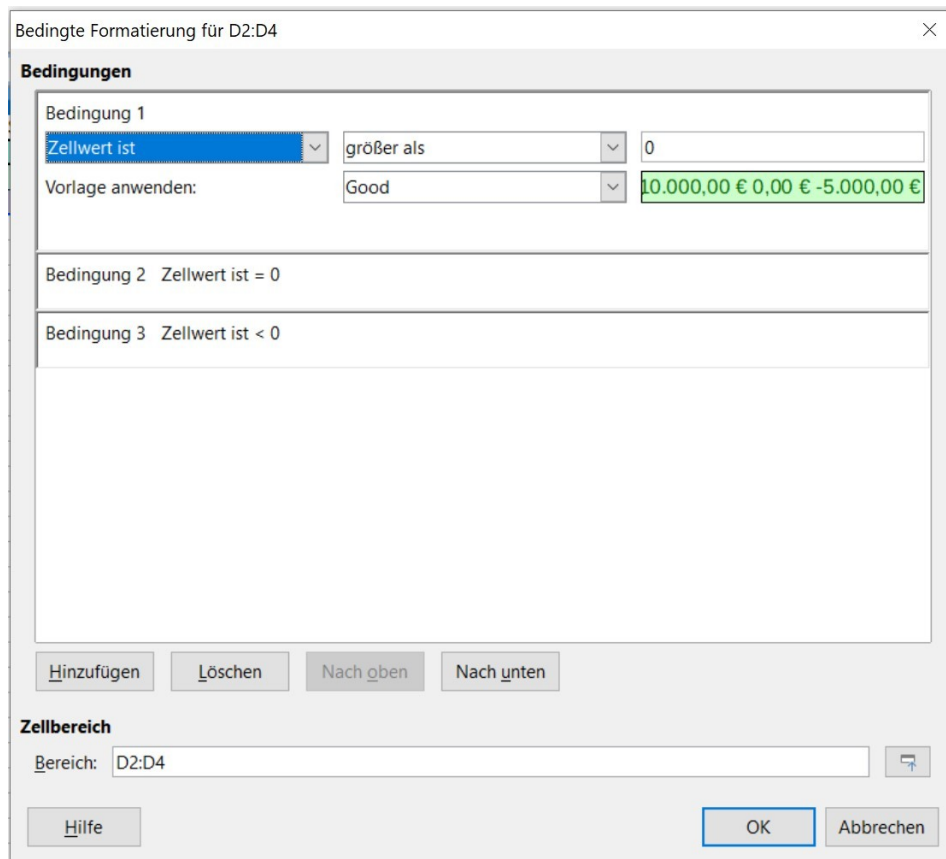 Bedingte Formatierung für D2:D4
Bedingungen
Bedingung 1
Zellwert ist größer als 0
Vorlage anwenden: Good 10.000,00 € 0,00 € -5.000,00 €
Bedingung 2 Zellwert ist = 0
Bedingung 3 Zellwert ist < 0
Hinzufügen Löschen Nach oben Nach unten
Zellbereich
Bereich: D2:D4
Hilfe OK Abbrechen